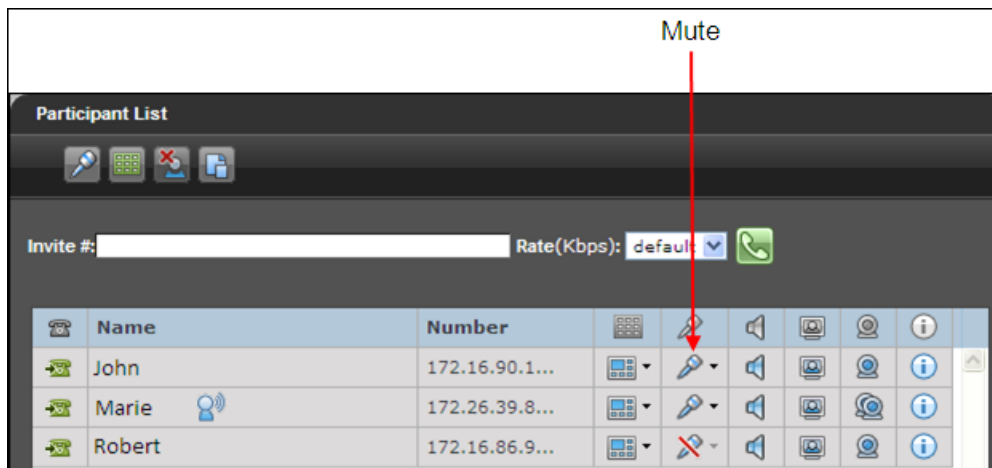 Mute
Participant List
Invite #: Rate(Kbps): default
Name Number
John 172.16.90.1...
Marie 172.26.39.8...
Robert 172.16.86.9...